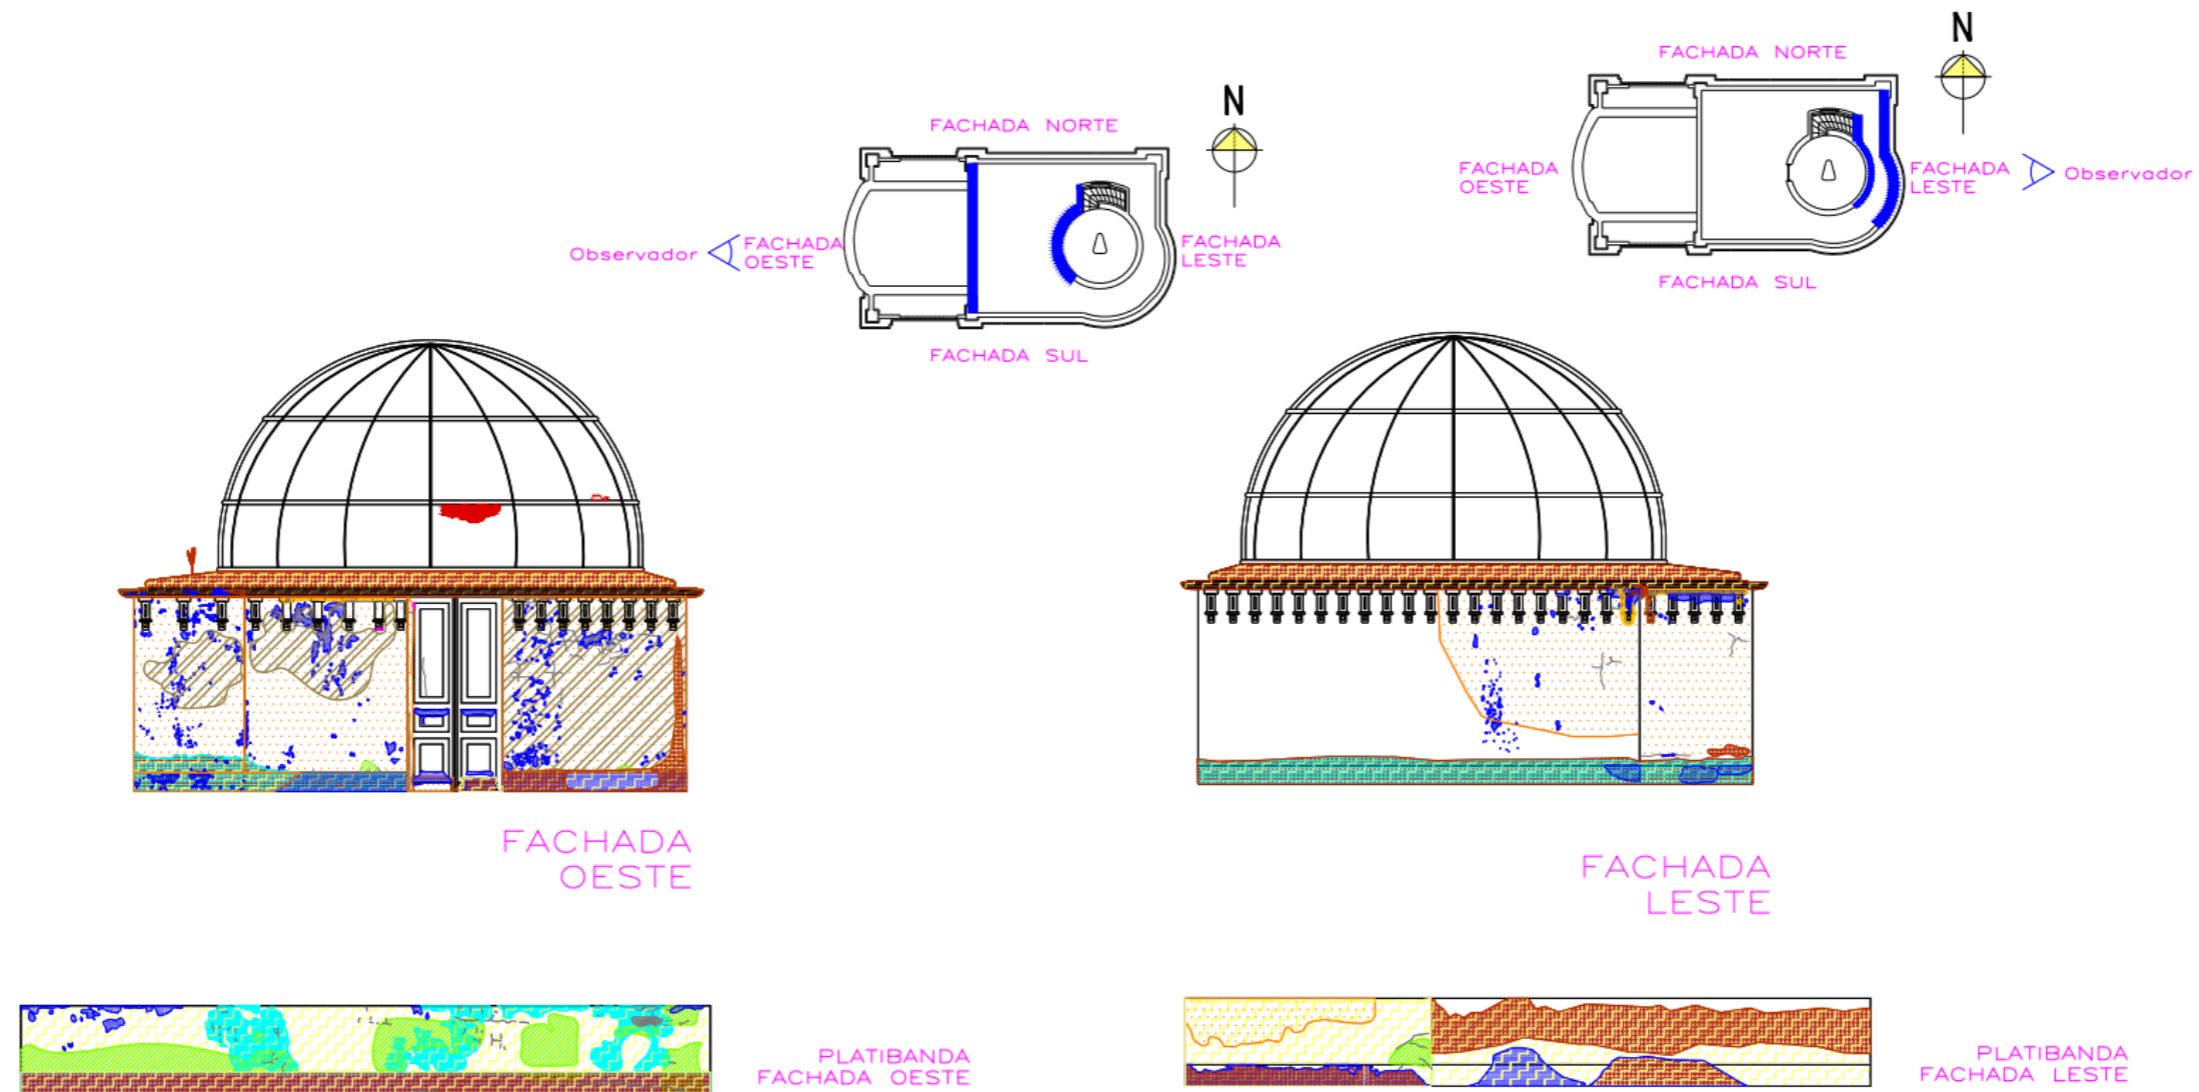 N
FACHADA NORTE
Observador
FACHADA
OESTE
FACHADA
LESTE
FACHADA SUL
N
FACHADA NORTE
FACHADA
OESTE
FACHADA
LESTE
Observador
FACHADA SUL
FACHADA
OESTE
FACHADA
LESTE
PLATIBANDA
FACHADA OESTE
PLATIBANDA
FACHADA LESTE